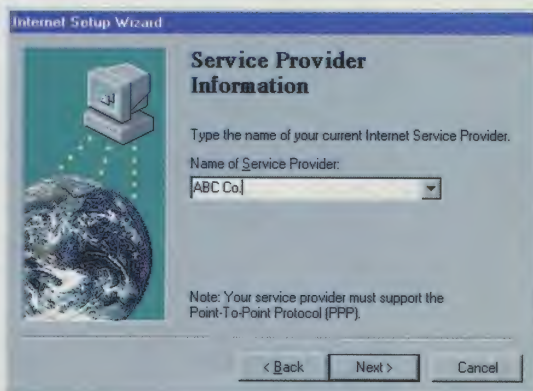 Internet Setup Wizard
Service Provider
Information
Type the name of your current Internet Service Provider.
Name of Service Provider:
ABC Co.
Note: Your service provider must support the
Point-To-Point Protocol (PPP).
< Back
Next >
Cancel